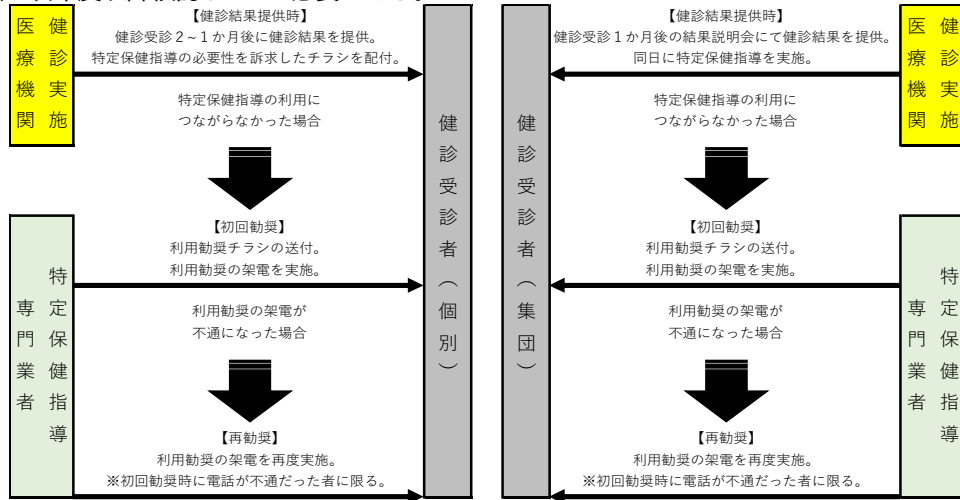 健診実施
医療機関
【健診結果提供時】
健診受診2~1か月後に健診結果を提供。
特定保健指導の必要性を訴求したチラシを配付。
特定保健指導の利用に
つながらなかった場合
【初回勧奨】
利用勧奨チラシの送付。
利用勧奨の架電を実施。
利用勧奨の架電が
不通になった場合
【再勧奨】
利用勧奨の架電を再度実施。
※初回勧奨時に電話が不通だった者に限る。
特定保健指導
専門業者
健診受診者(個別)
健診受診者(集団)
【健診結果提供時】
健診受診1か月後の結果説明会にて健診結果を提供。
同日に特定保健指導を実施。
特定保健指導の利用に
つながらなかった場合
【初回勧奨】
利用勧奨チラシの送付。
利用勧奨の架電を実施。
利用勧奨の架電が
不通になった場合
【再勧奨】
利用勧奨の架電を再度実施。
※初回勧奨時に電話が不通だった者に限る。
健診実施
医療機関
特定保健指導
専門業者